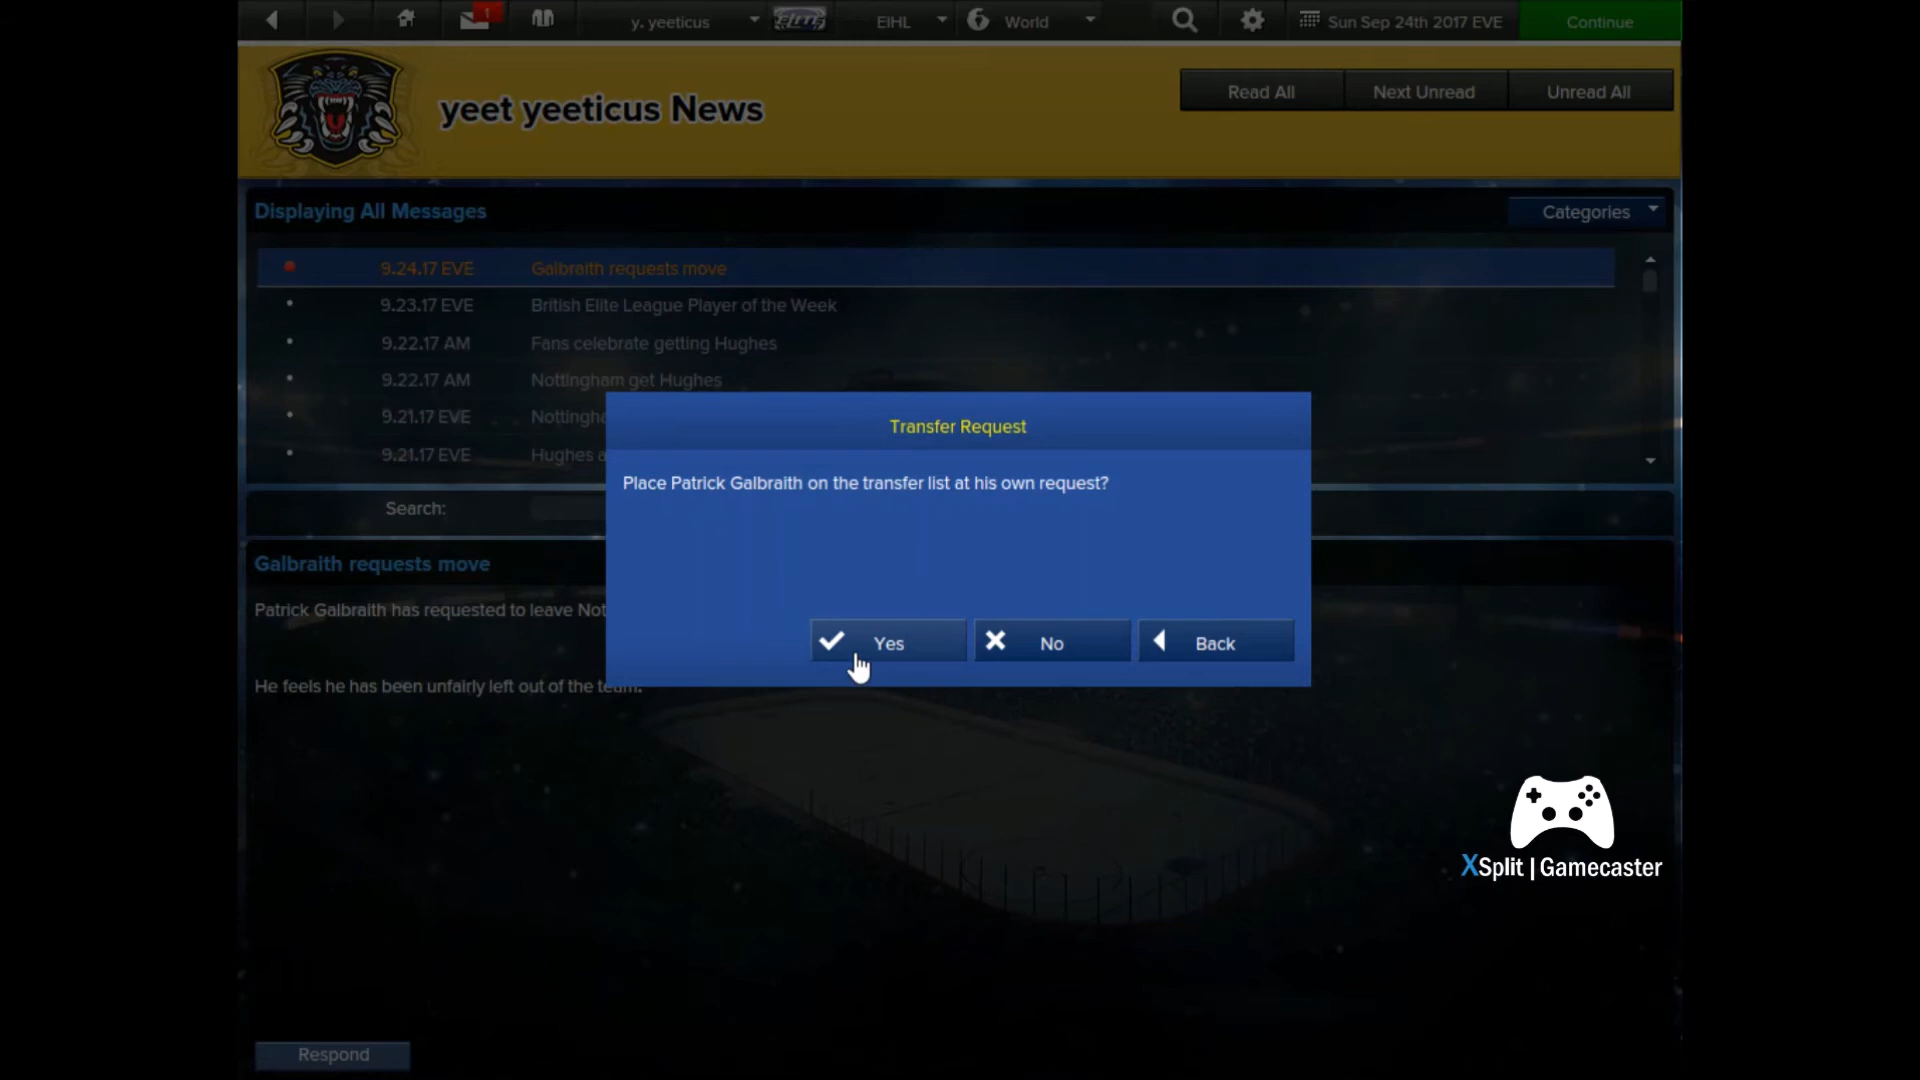 1
y. yeeticus
EIHL
World
Sun Sep 24th 2017 EVE
Continue
yeet yeeticus News
Read All
Next Unread
Unread All
Displaying All Messages
Categories
9.24.17 EVE Galbraith requests move
9.23.17 EVE British Elite League Player of the Week
9.22.17 AM Fans celebrate getting Hughes
9.22.17 AM Nottingham get Hughes
9.21.17 EVE
9.21.17 EVE Hughes
Transfer Request
Place Patrick Galbraith on the transfer list at his own request?
Yes
No
Back
Search:
Galbraith requests move
Patrick Galbraith has requested to leave
He feels he has been unfairly left out of the team.
XSplit | Gamecaster
Respond